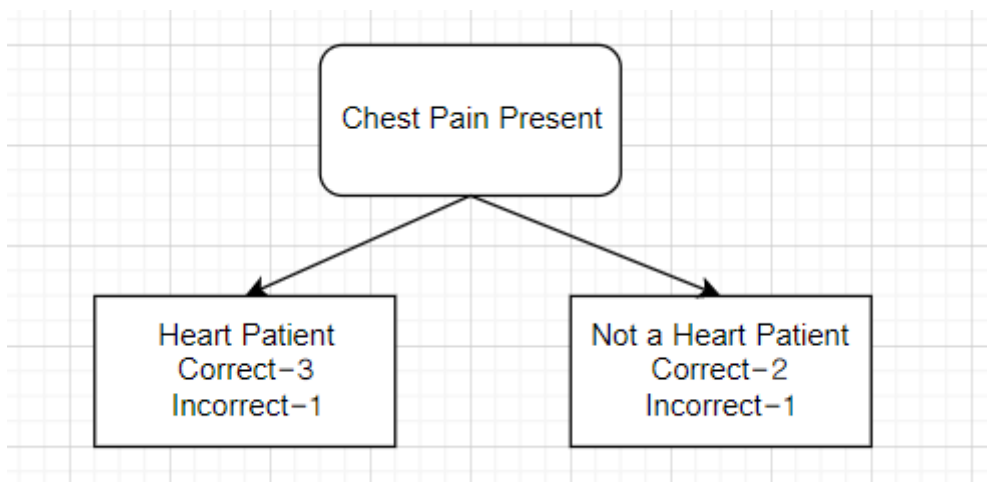 Chest Pain Present
Heart Patient
Correct-3
Incorrect-1
Not a Heart Patient
Correct-2
Incorrect-1